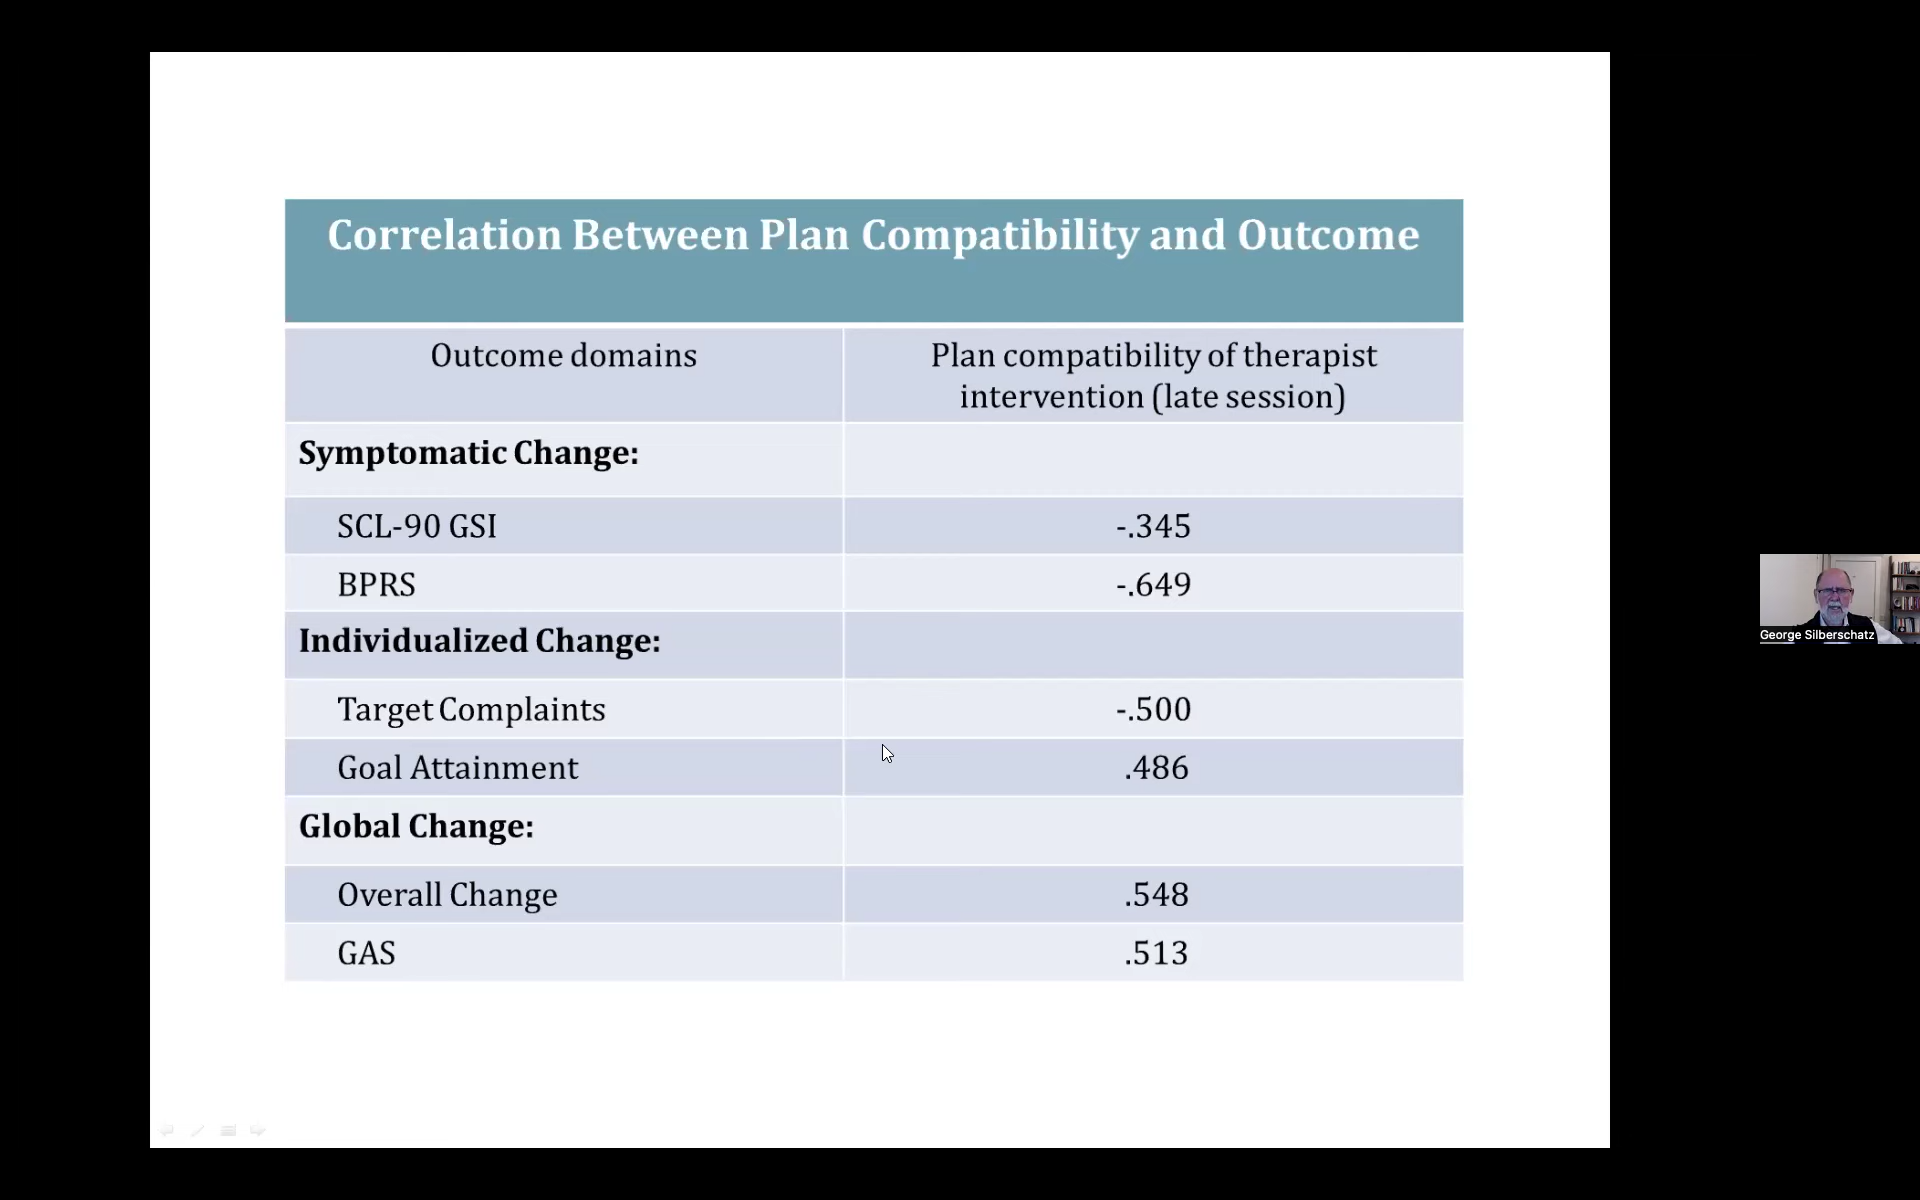 Correlation Between Plan Compatibility and Outcome
Outcome domains
Plan compatibility of therapist
intervention (late session)
Symptomatic Change:
SCL-90 GSI
-.345
BPRS
-.649
Individualized Change:
Target Complaints
-.500
Goal Attainment
.486
Global Change:
Overall Change
.548
GAS
.513
George Silberschatz